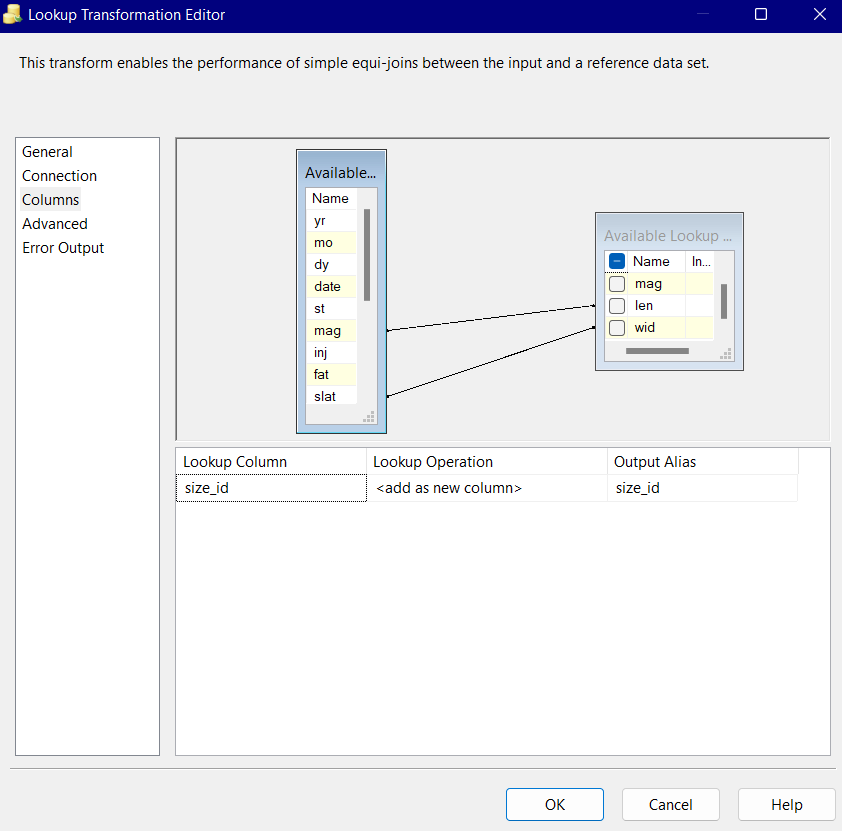 Lookup Transformation Editor
This transform enables the performance of simple equi-joins between the input and a reference data set.
General
Connection
Columns
Advanced
Error Output
Available...
Name
yr
mo
dy
date
st
mag
inj
fat
slat
Available Lookup ...
Name In...
mag
len
wid
Lookup Column Lookup Operation Output Alias
size_id <add as new column> size_id
OK Cancel Help